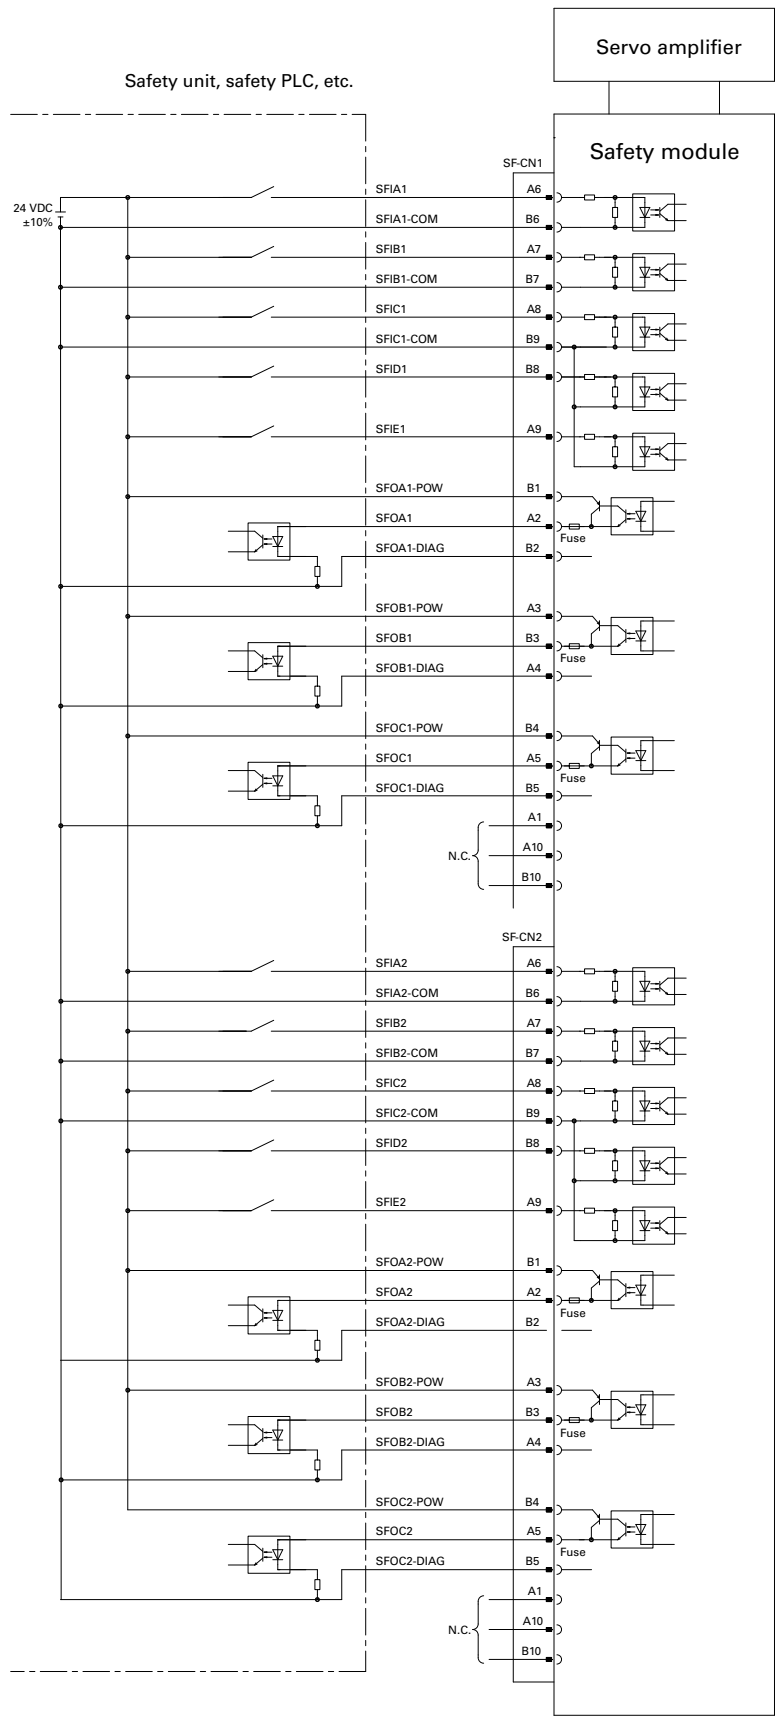 Servo amplifier
Safety unit, safety PLC, etc.
Safety module
SF-CN1
24 VDC
±10%
SFIA1 A6
SFIA1-COM B6
SFIB1 A7
SFIB1-COM B7
SFIC1 A8
SFIC1-COM B9
SFID1 B8
SFIE1 A9
SFOA1-POW B1
SFOA1 A2
Fuse
SFOA1-DIAG B2
SFOB1-POW A3
SFOB1 B3
Fuse
SFOB1-DIAG A4
SFOC1-POW B4
SFOC1 A5
Fuse
SFOC1-DIAG B5
A1
N.C. A10
B10
SF-CN2
SFIA2 A6
SFIA2-COM B6
SFIB2 A7
SFIB2-COM B7
SFIC2 A8
SFIC2-COM B9
SFID2 B8
SFIE2 A9
SFOA2-POW B1
SFOA2 A2
Fuse
SFOA2-DIAG B2
SFOB2-POW A3
SFOB2 B3
Fuse
SFOB2-DIAG A4
SFOC2-POW B4
SFOC2 A5
Fuse
SFOC2-DIAG B5
A1
N.C. A10
B10